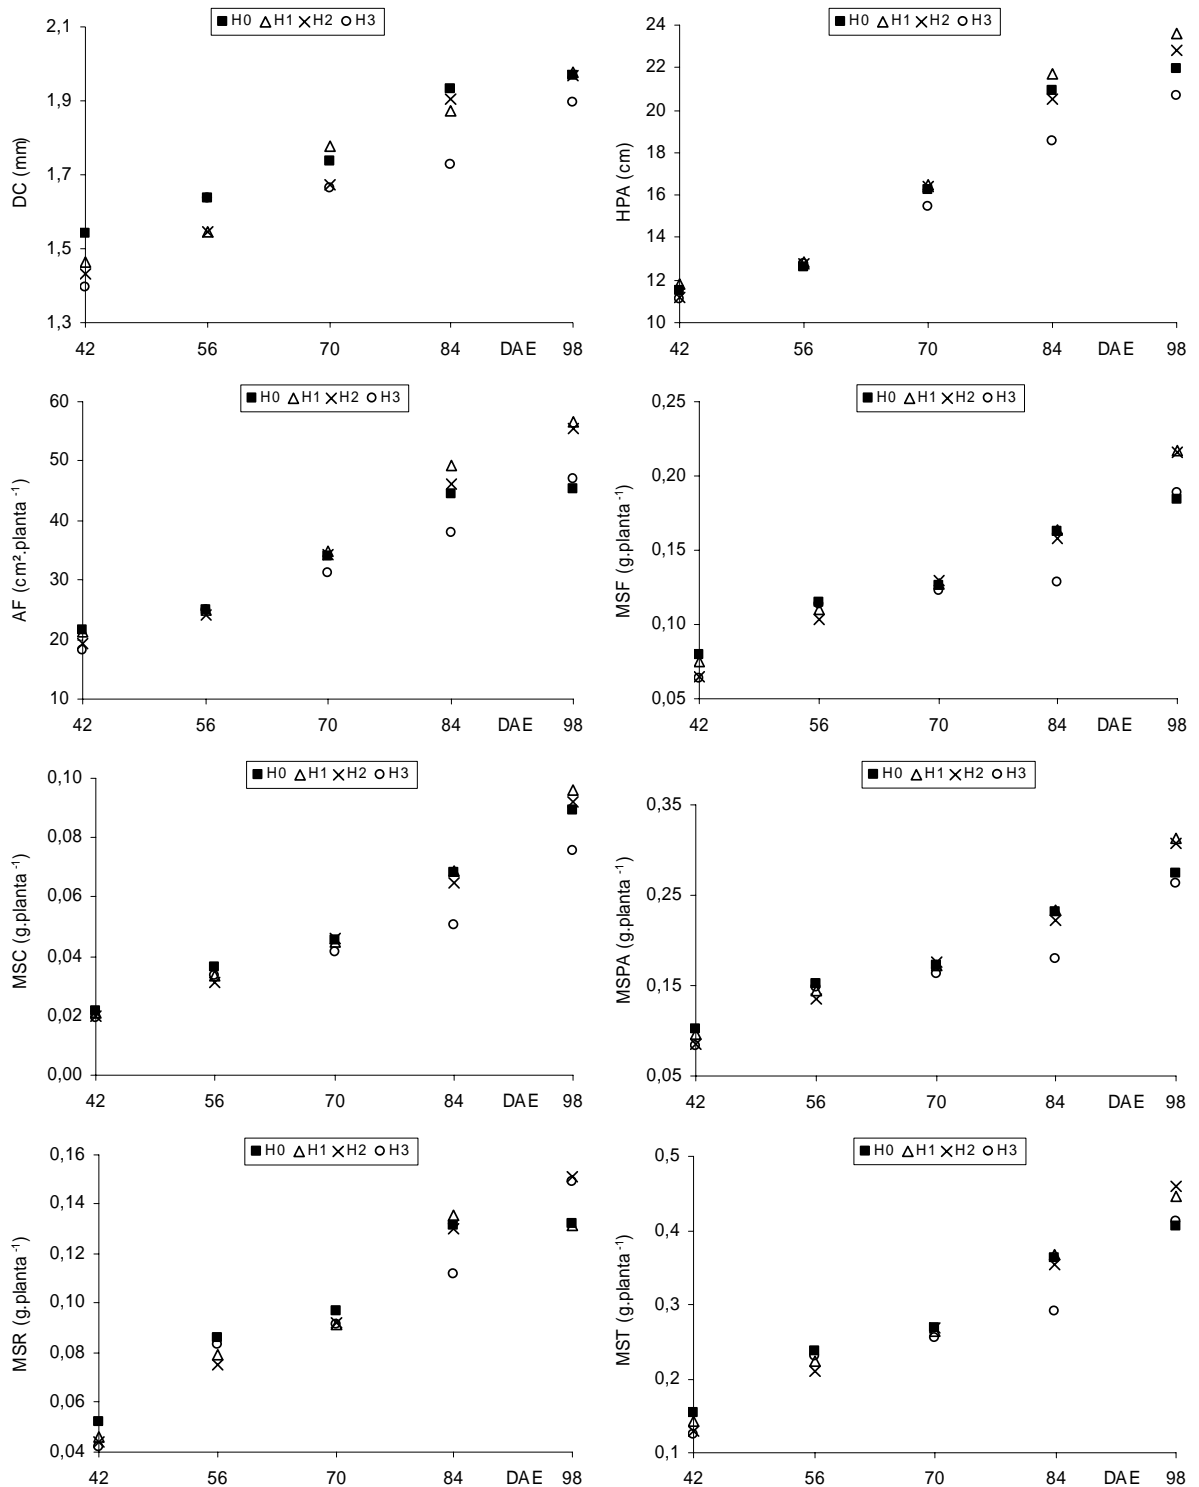 H0 H1 H2 H3
DC (mm)
2,1
1,9
1,7
1,5
1,3
42 56 70 84 DAE 98
H0 H1 H2 H3
HPA (cm)
24
22
20
18
16
14
12
10
42 56 70 84 DAE 98
H0 H1 H2 H3
AF (cm².planta⁻¹)
60
50
40
30
20
10
42 56 70 84 DAE 98
H0 H1 H2 H3
MSF (g.planta⁻¹)
0,25
0,20
0,15
0,10
0,05
42 56 70 84 DAE 98
H0 H1 H2 H3
MSC (g.planta⁻¹)
0,10
0,08
0,06
0,04
0,02
0,00
42 56 70 84 DAE 98
H0 H1 H2 H3
MSPA (g.planta⁻¹)
0,35
0,25
0,15
0,05
42 56 70 84 DAE 98
H0 H1 H2 H3
MSR (g.planta⁻¹)
0,16
0,14
0,12
0,10
0,08
0,06
0,04
42 56 70 84 DAE 98
H0 H1 H2 H3
MST (g.planta⁻¹)
0,5
0,4
0,3
0,2
0,1
42 56 70 84 DAE 98